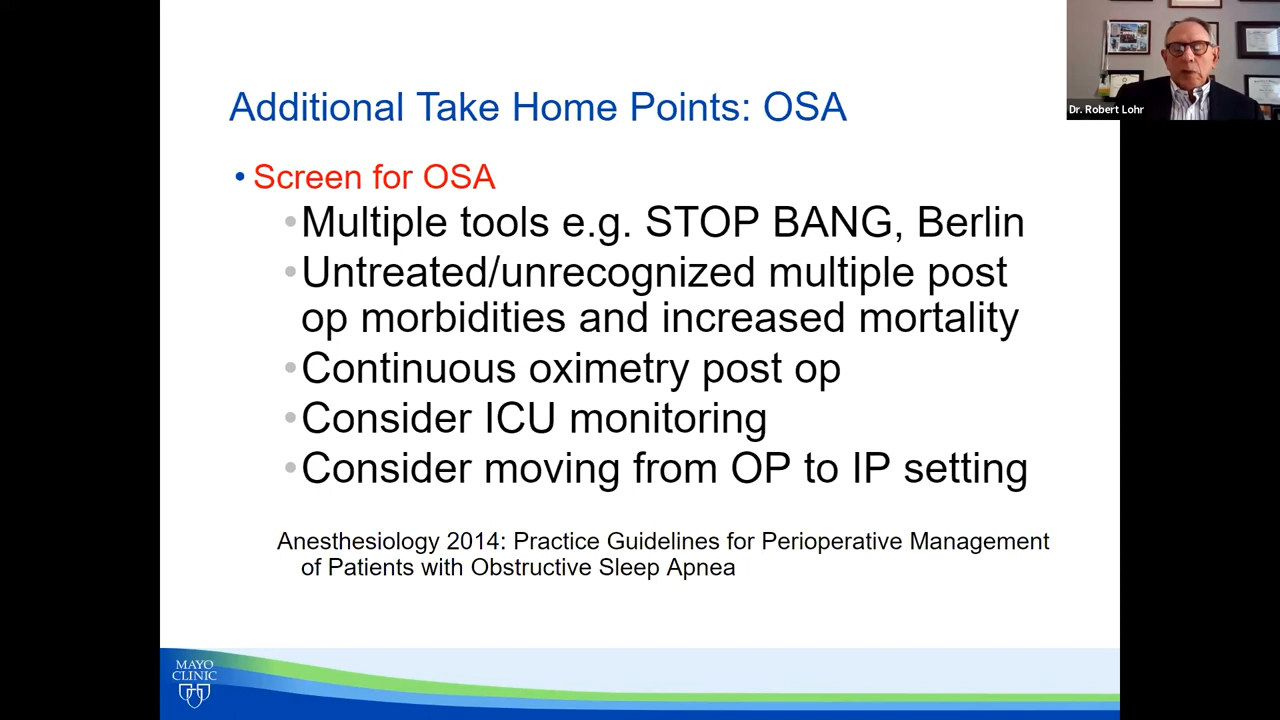 Additional Take Home Points: OSA
Dr. Robert Lohr
• Screen for OSA
• Multiple tools e.g. STOP BANG, Berlin
• Untreated/unrecognized multiple post
op morbidities and increased mortality
• Continuous oximetry post op
• Consider ICU monitoring
• Consider moving from OP to IP setting
Anesthesiology 2014: Practice Guidelines for Perioperative Management
of Patients with Obstructive Sleep Apnea
MAYO
CLINIC